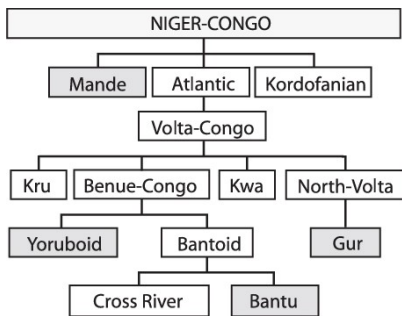 NIGER-CONGO
Mande Atlantic Kordofanian
Volta-Congo
Kru Benue-Congo Kwa North-Volta
Yoruboid Bantoid Gur
Cross River Bantu